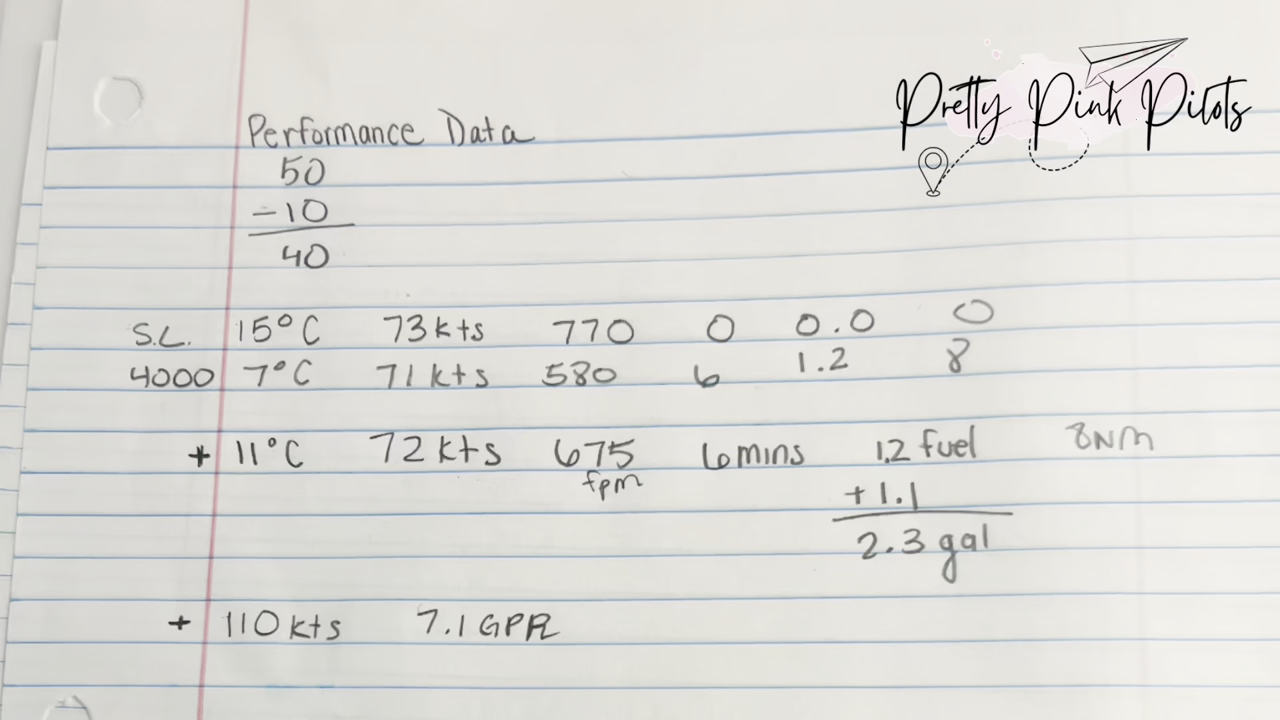 Pretty Pink Pilots
Performance Data
50
-10
40
S.L. 15°C 73kts 770 0 0.0 0
4000 7°C 71kts 580 6 1.2 8
+ 11°C 72kts 675 6mins 1.2 fuel 8NM
fpm
+1.1
2.3 gal
+ 110kts 7.1 GPR